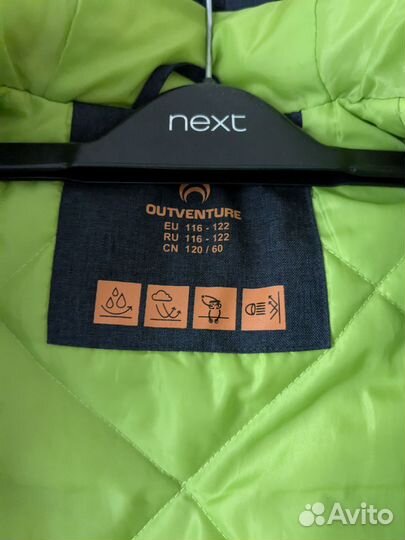 next
OUTVENTURE
EU 116 - 122
RU 116 - 122
CN 120 / 60
Avito